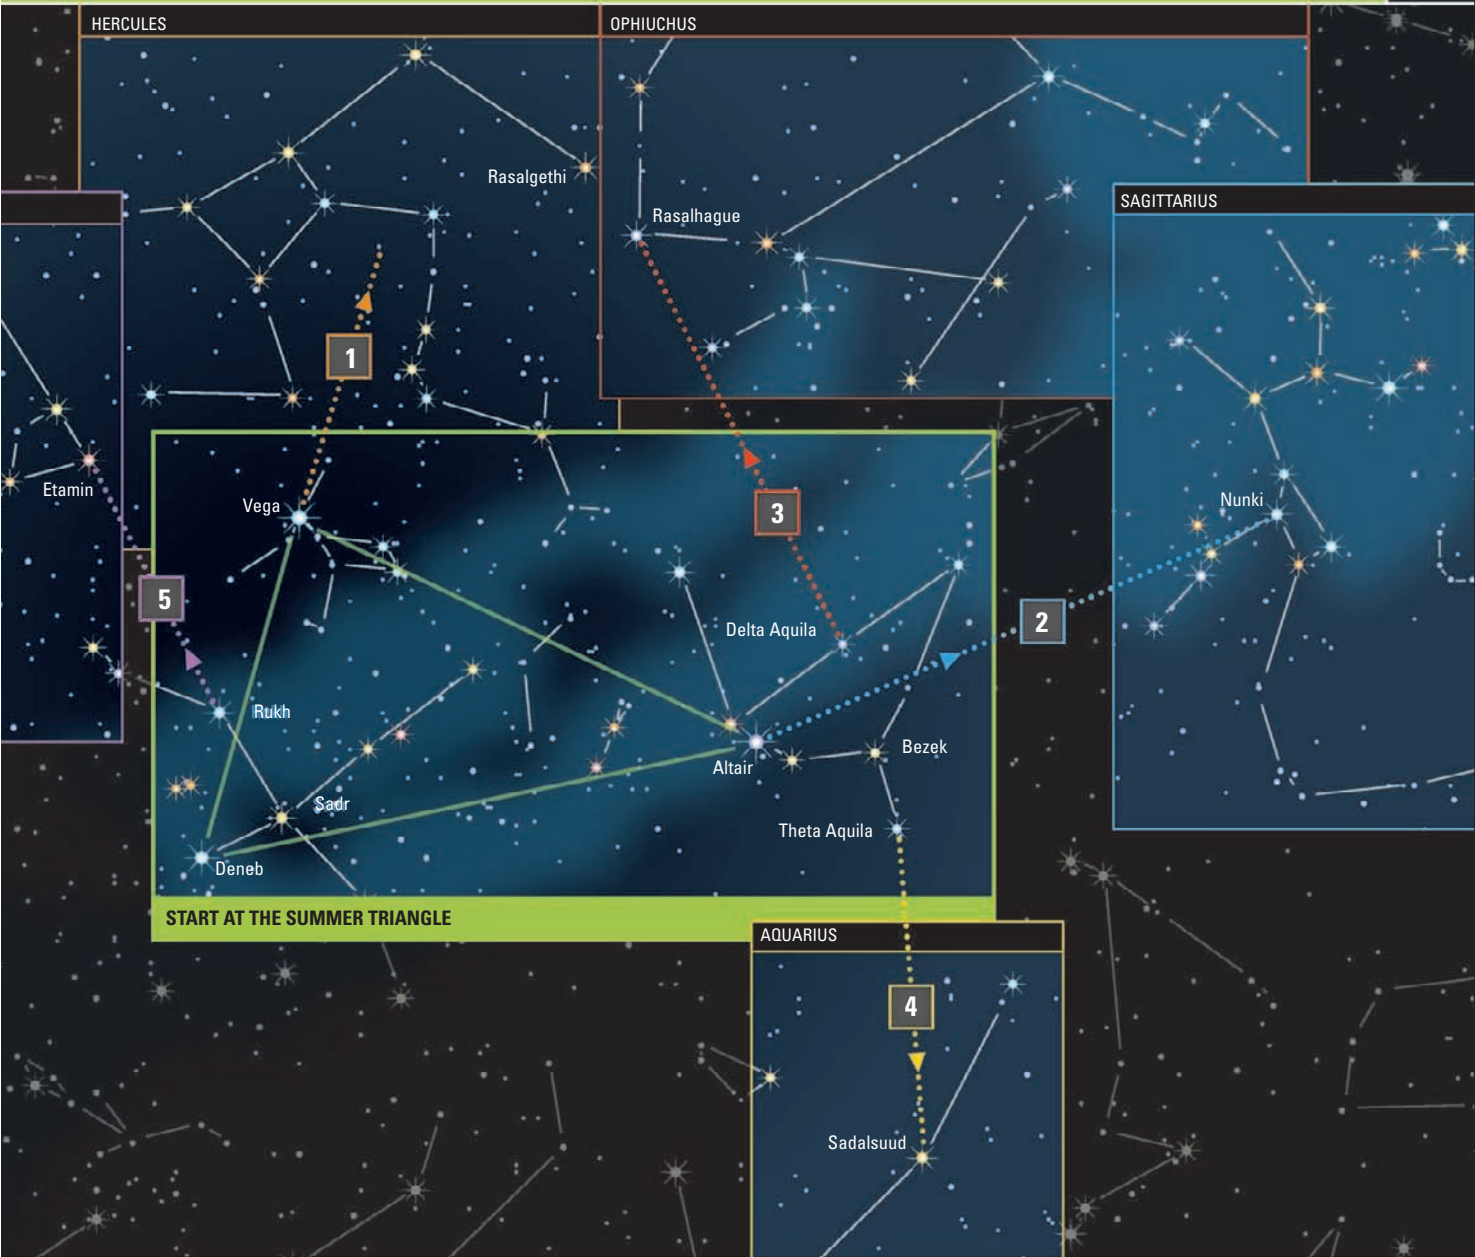 HERCULES
OPHIUCHUS
Rasalgethi
Rasalhague
SAGITTARIUS
1
Etamin
Vega
Nunki
3
5
2
Delta Aquila
Rukh
Bezek
Altair
Sadr
Theta Aquila
Deneb
START AT THE SUMMER TRIANGLE
AQUARIUS
4
Sadalsuud